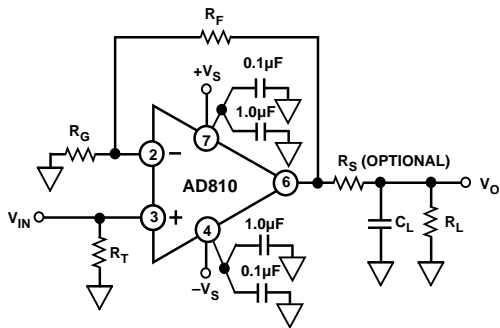 R_F
0.1µF
+V_S
1.0µF
R_G
7
2
−
R_S (OPTIONAL)
AD810
6
V_O
V_IN
3
+
4
1.0µF
C_L
R_L
R_T
0.1µF
−V_S